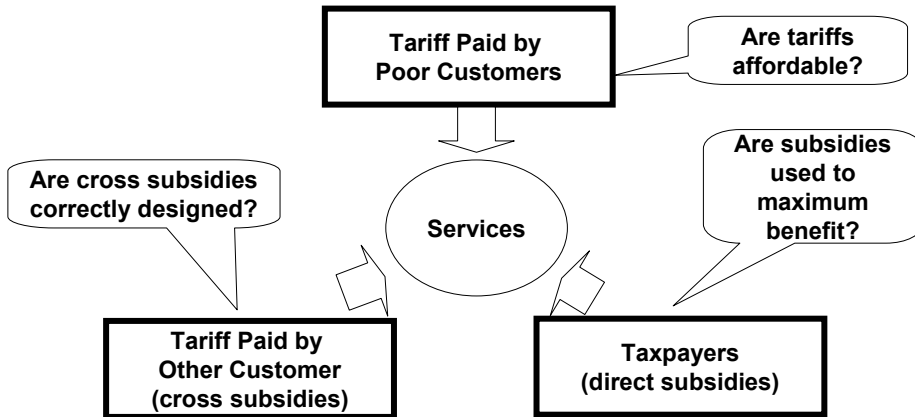 Tariff Paid by
Poor Customers
Are tariffs
affordable?
Are cross subsidies
correctly designed?
Services
Are subsidies
used to
maximum
benefit?
Tariff Paid by
Other Customer
(cross subsidies)
Taxpayers
(direct subsidies)